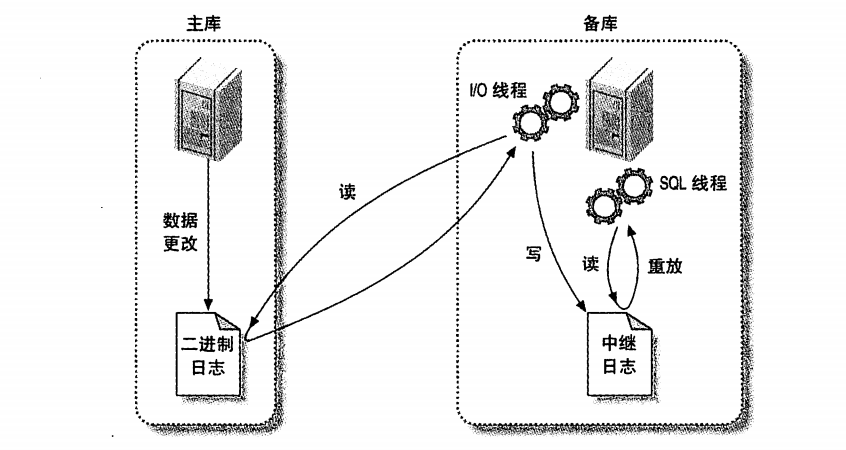 主库
备库
I/O 线程
SQL 线程
读
数据
更改
写
读
重放
二进制
日志
中继
日志